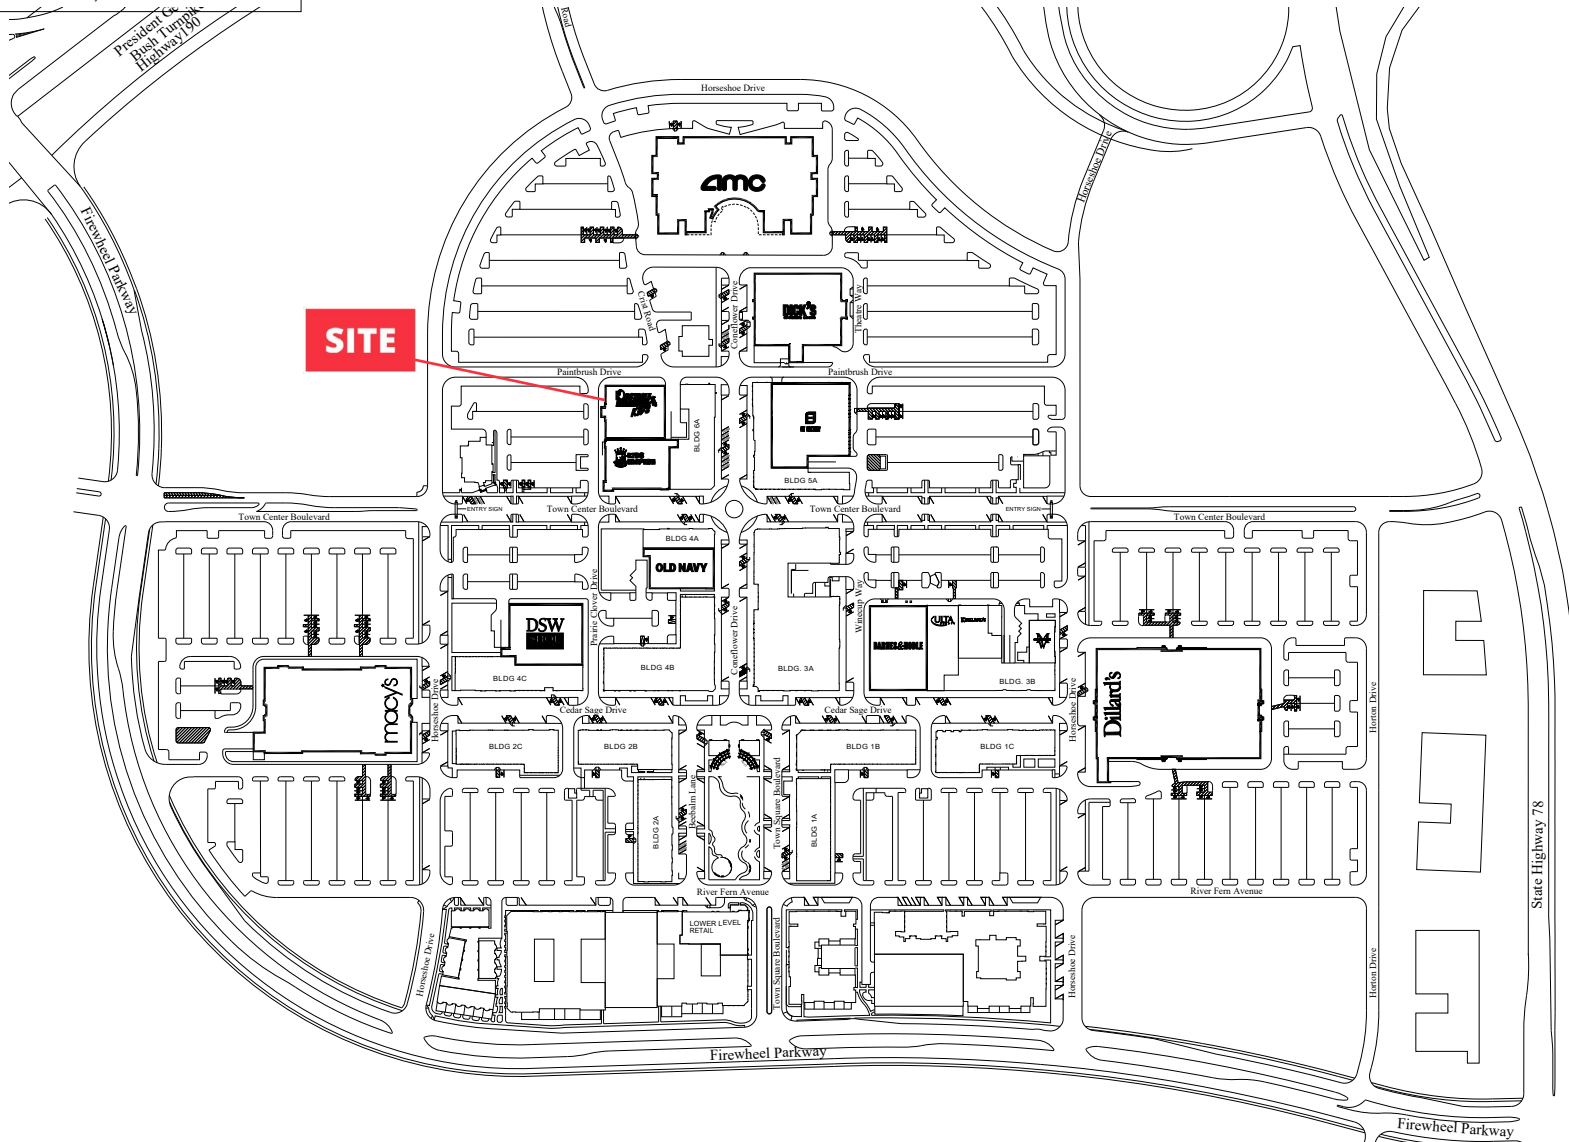 President Ge
Bush Turnpike
Highway190
Road
Horseshoe Drive
Horseshoe Drive
amc
Firewheel Parkway
Crist Road
Coneflower Drive
DICK'S
Theatre Way
SITE
Paintbrush Drive
Paintbrush Drive
BLDG 6A
BLDG 5A
ENTRY SIGN
Town Center Boulevard
Town Center Boulevard
ENTRY SIGN
Town Center Boulevard
Town Center Boulevard
BLDG 4A
OLD NAVY
Prairie Clover Drive
DSW
SHOE
BLDG 4C
BLDG 4B
Coneflower Drive
BLDG. 3A
Winecup Way
BARNES&NOBLE
ULTA
BLDG. 3B
macy's
Horseshoe Drive
Cedar Sage Drive
Cedar Sage Drive
Horseshoe Drive
Dillard's
Horton Drive
BLDG 2C
BLDG 2B
BLDG 1B
BLDG 1C
BLDG 2A
Beebalm Lane
Town Square Boulevard
BLDG 1A
State Highway 78
River Fern Avenue
River Fern Avenue
LOWER LEVEL
RETAIL
Horseshoe Drive
Town Square Boulevard
Horseshoe Drive
Horton Drive
Firewheel Parkway
Firewheel Parkway